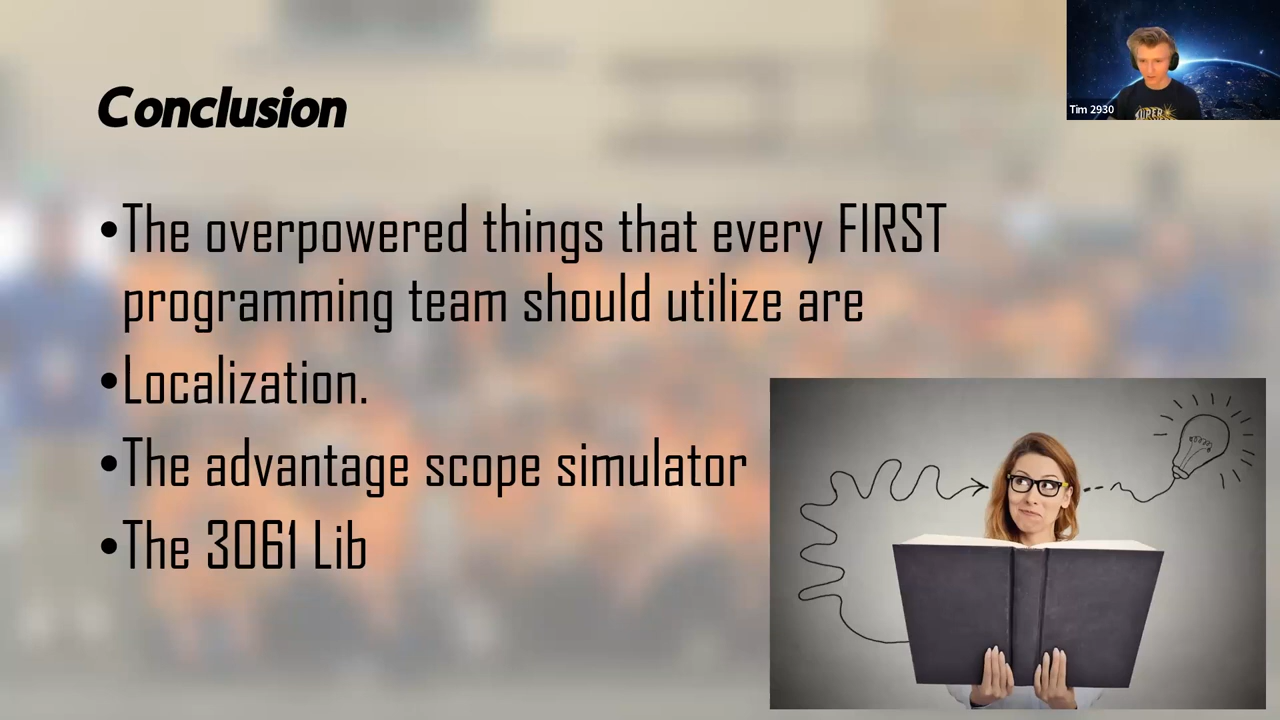 Conclusion
Tim 2930
•The overpowered things that every FIRST
programming team should utilize are
•Localization.
•The advantage scope simulator
•The 3061 Lib